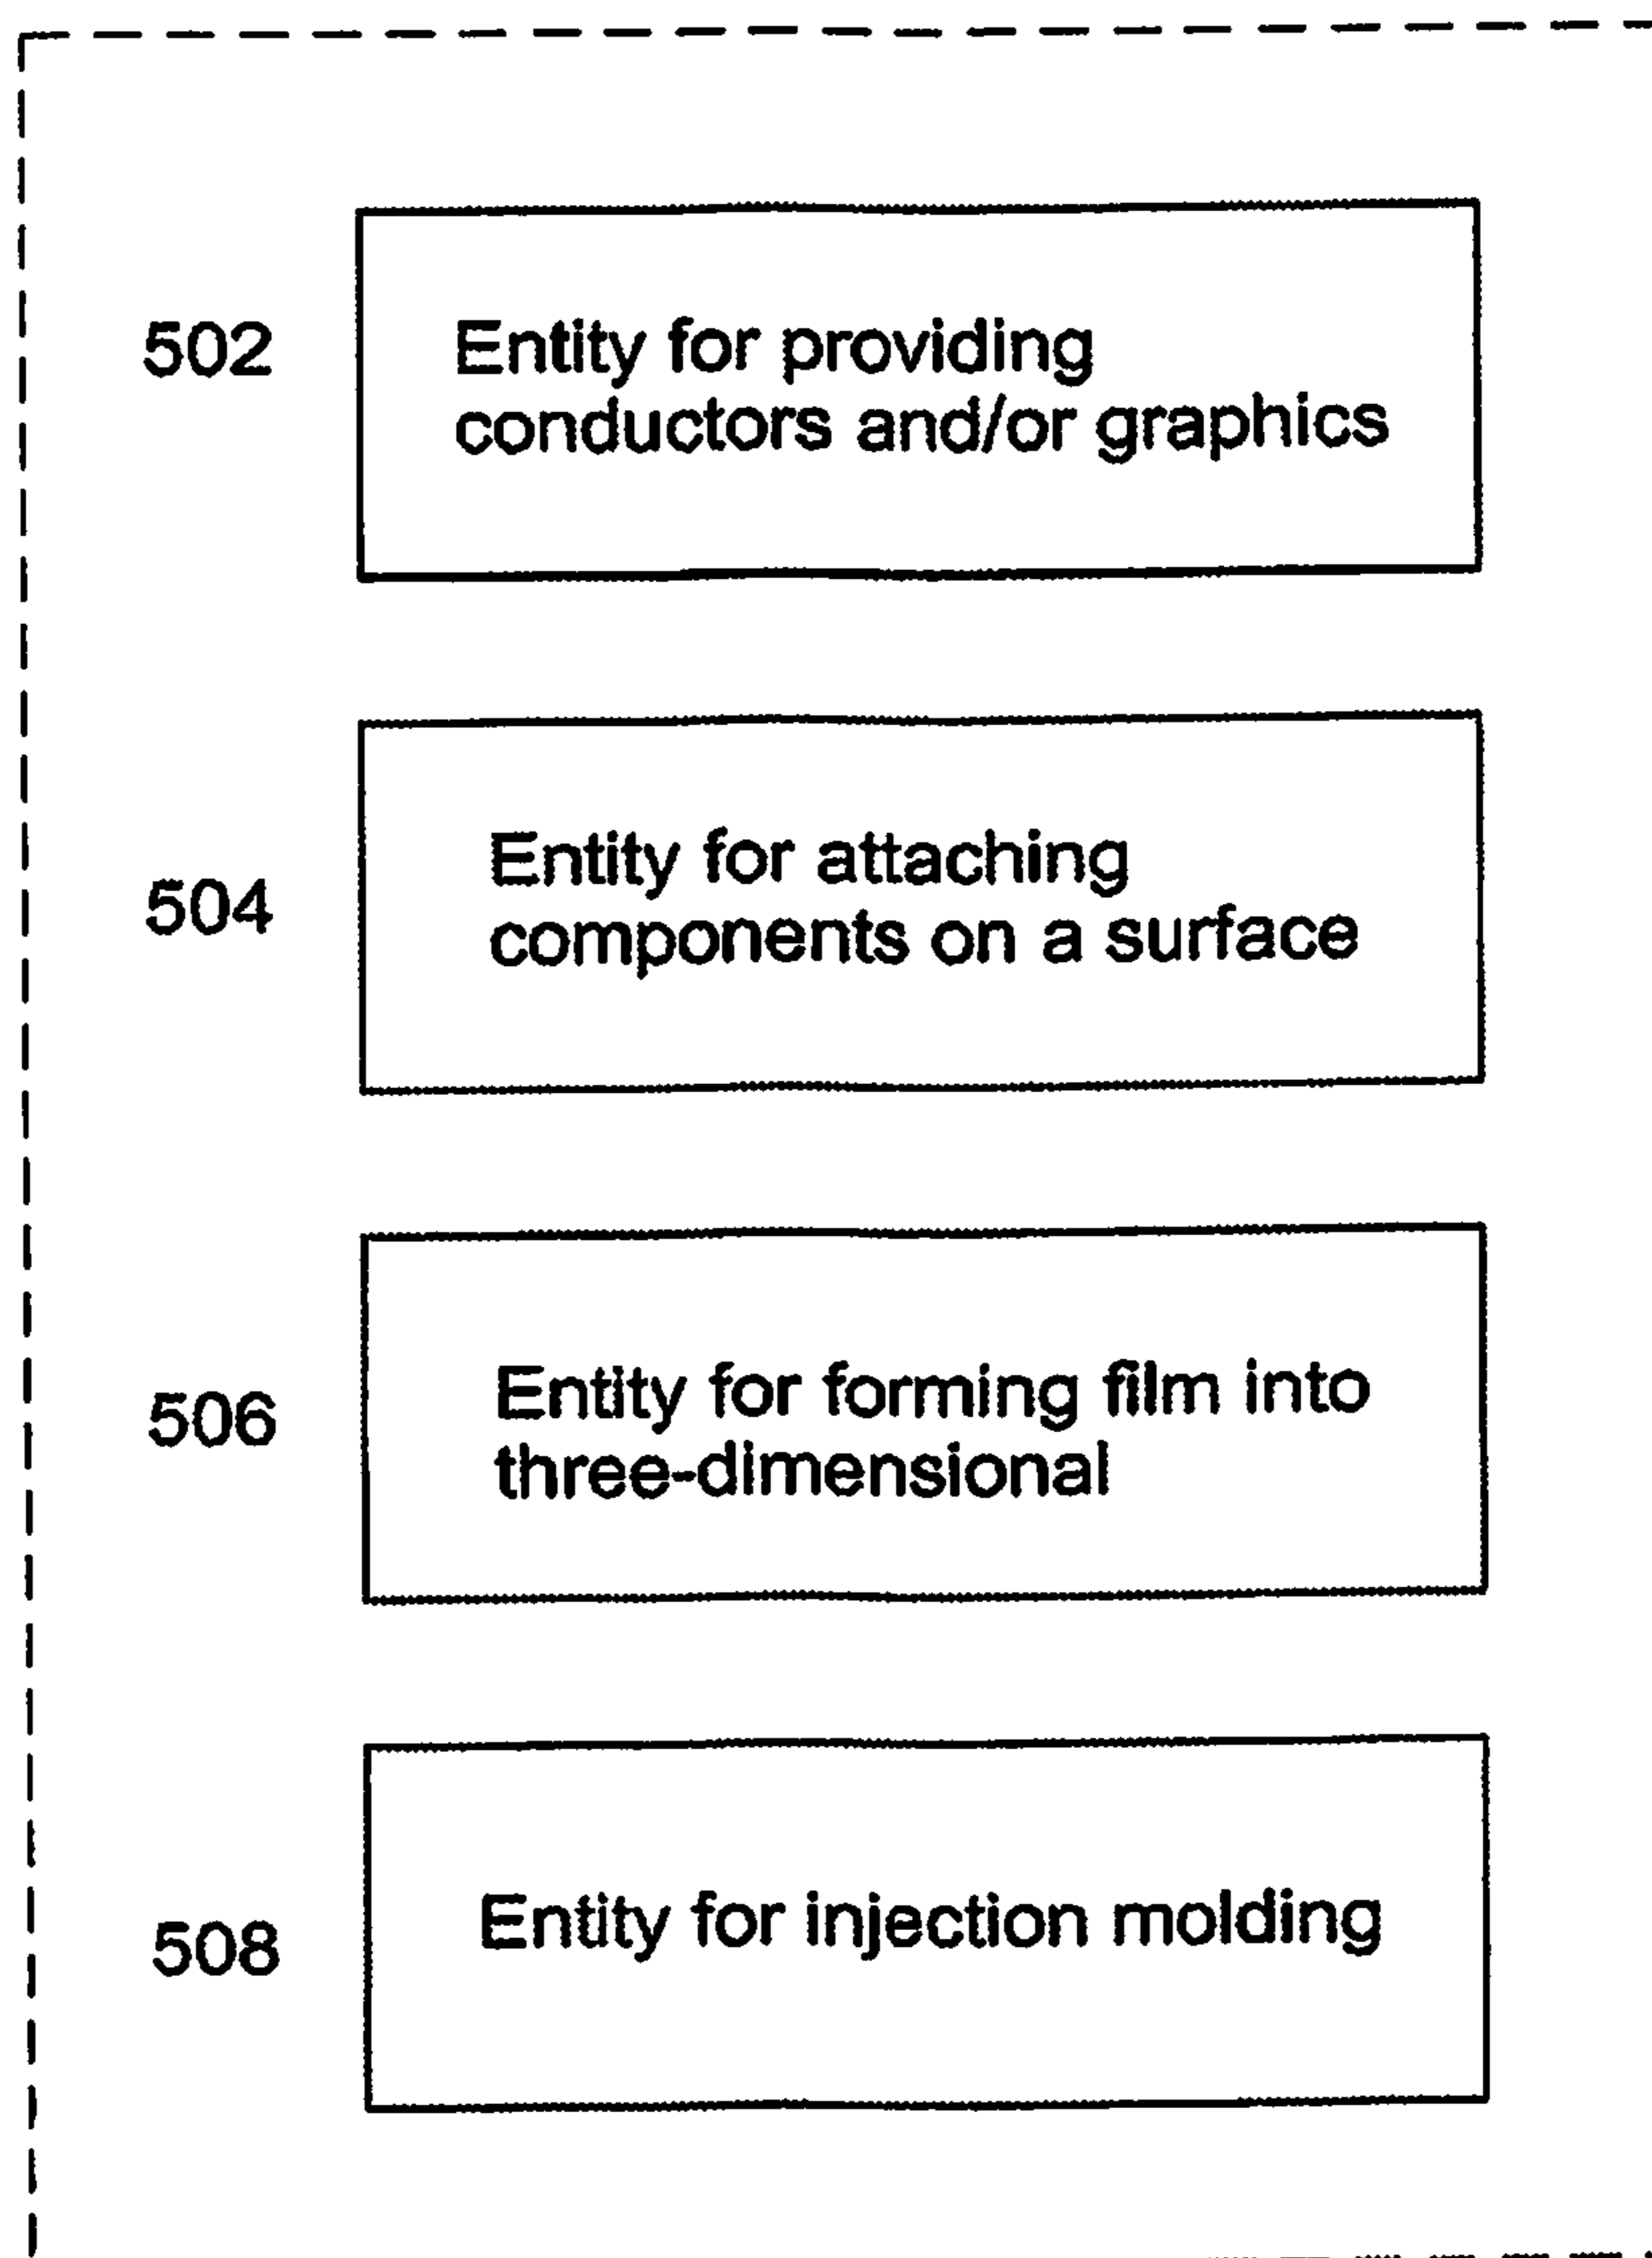 502
Entity for providing
conductors and/or graphics
504
Entity for attaching
components on a surface
506
Entity for forming film into
three-dimensional
508
Entity for injection molding